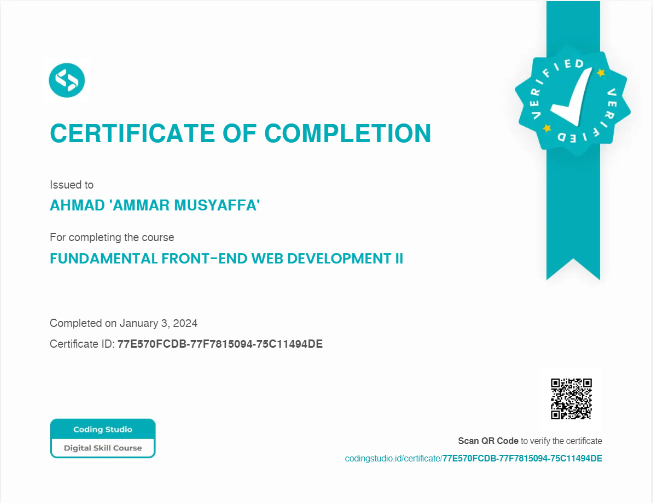 VERIFIED
VERIFIED
VERIFIED
CERTIFICATE OF COMPLETION
Issued to
AHMAD 'AMMAR MUSYAFFA'
For completing the course
FUNDAMENTAL FRONT-END WEB DEVELOPMENT II
Completed on January 3, 2024
Certificate ID: 77E570FCDB-77F7815094-75C11494DE
Coding Studio
Digital Skill Course
Scan QR Code to verify the certificate
codingstudio.id/certificate/77E570FCDB-77F7815094-75C11494DE